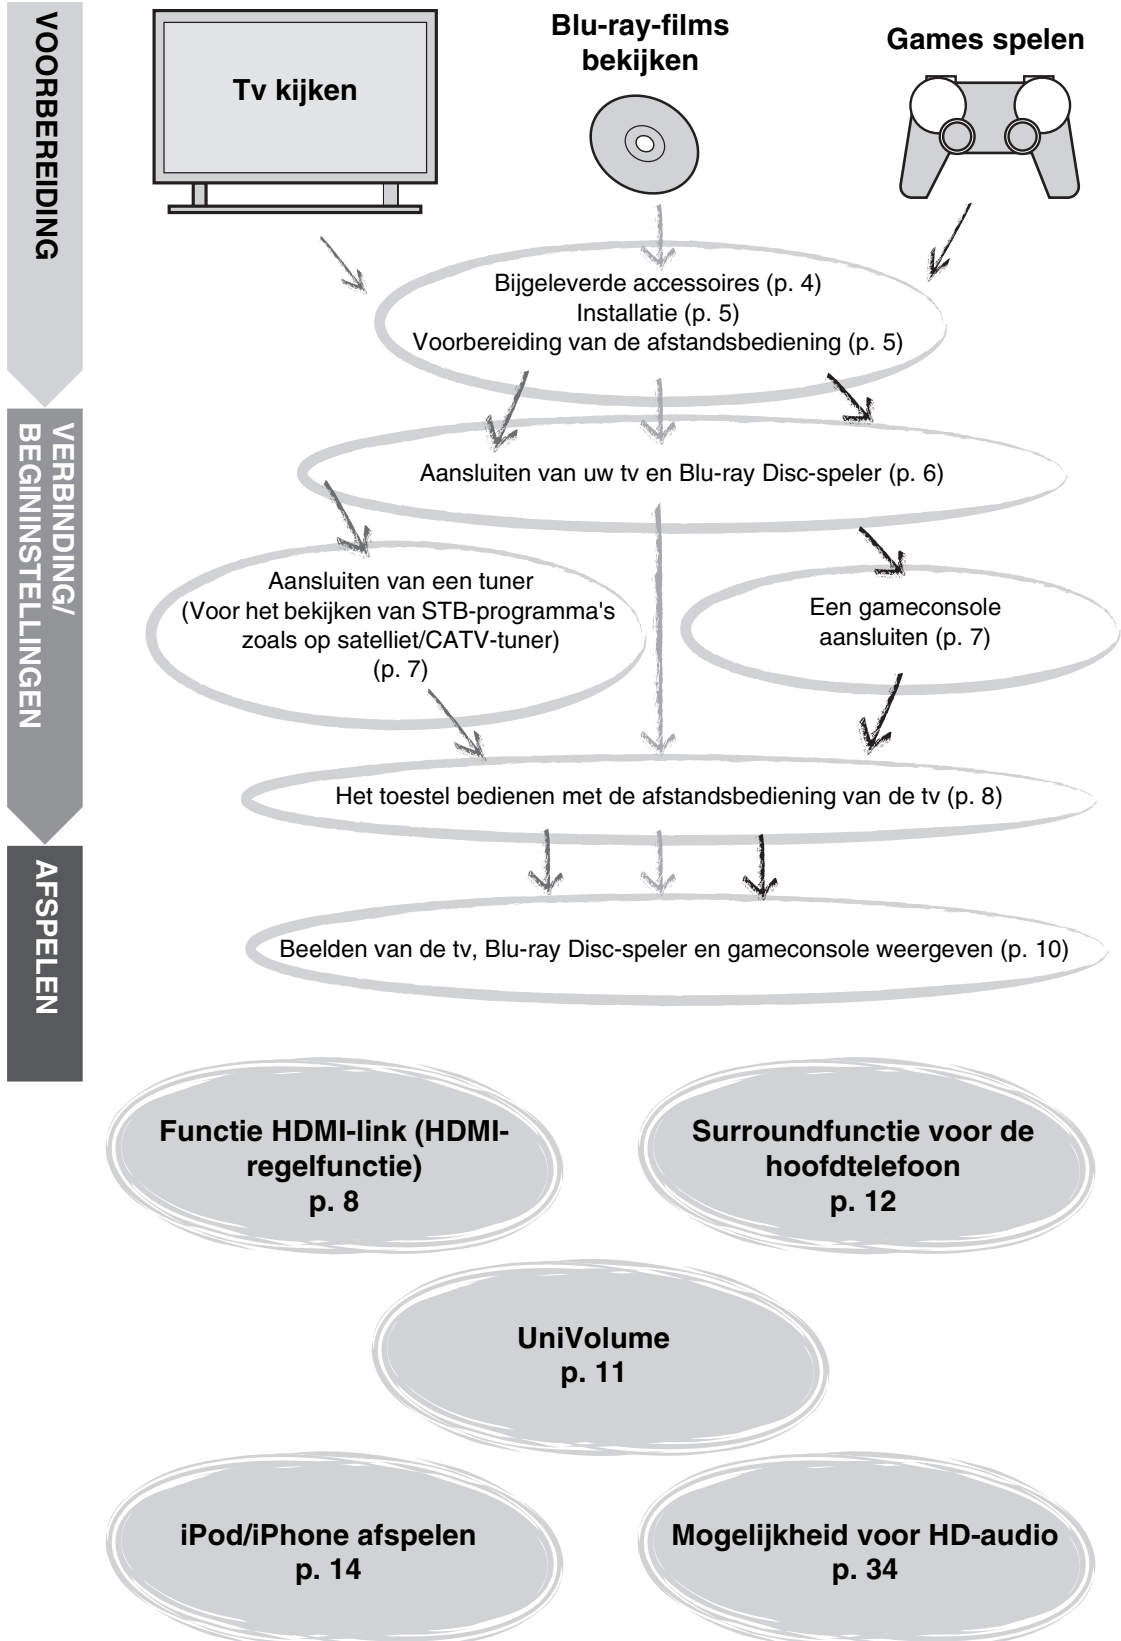 VOORBEREIDING
Tv kijken
Blu-ray-films
bekijken
Games spelen
Bijgeleverde accessoires (p. 4)
Installatie (p. 5)
Voorbereiding van de afstandsbediening (p. 5)
VERBINDING/
BEGININSTELLINGEN
Aansluiten van uw tv en Blu-ray Disc-speler (p. 6)
Aansluiten van een tuner
(Voor het bekijken van STB-programma's
zoals op satelliet/CATV-tuner)
(p. 7)
Een gameconsole
aansluiten (p. 7)
Het toestel bedienen met de afstandsbediening van de tv (p. 8)
AFSPELEN
Beelden van de tv, Blu-ray Disc-speler en gameconsole weergeven (p. 10)
Functie HDMI-link (HDMI-
regelfunctie)
p. 8
Surroundfunctie voor de
hoofdtelefoon
p. 12
UniVolume
p. 11
iPod/iPhone afspelen
p. 14
Mogelijkheid voor HD-audio
p. 34